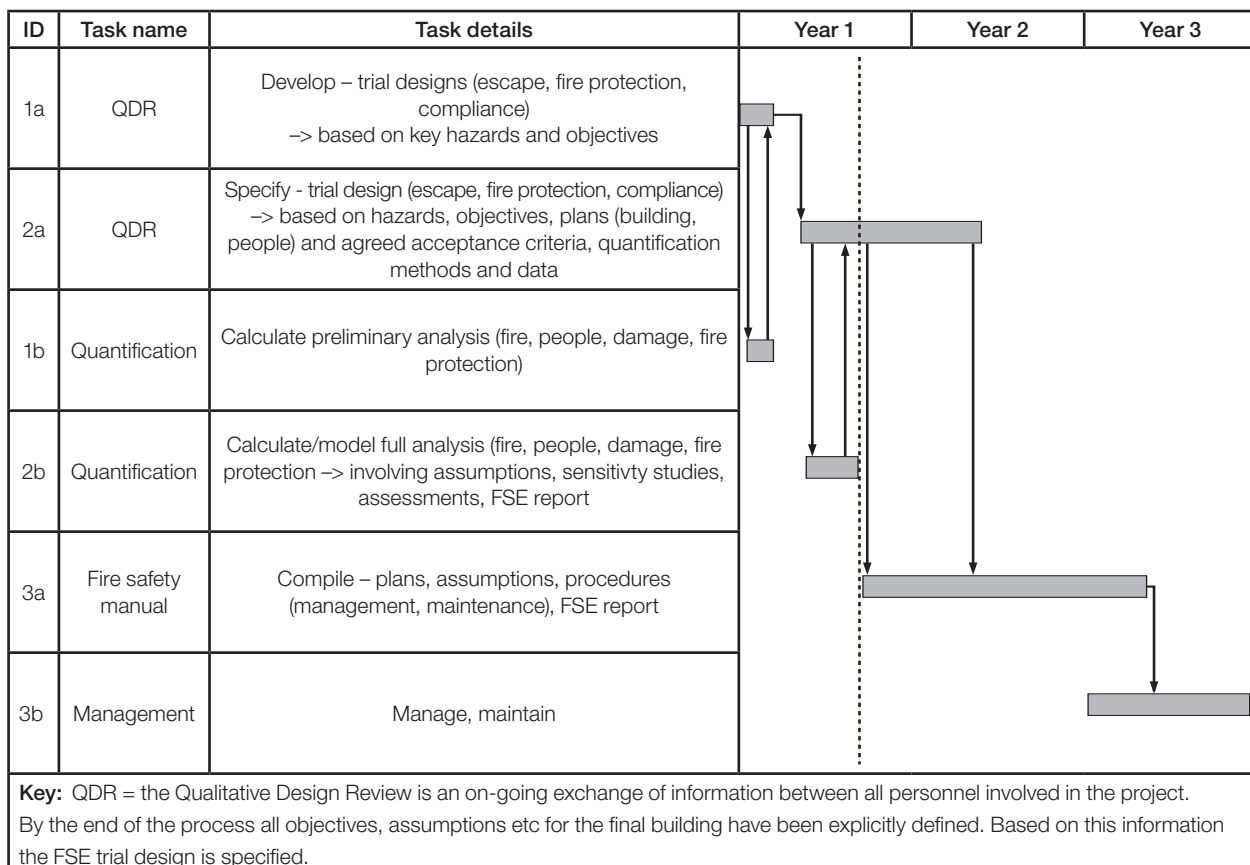 ID Task name Task details Year 1 Year 2 Year 3
1a QDR
Develop – trial designs (escape, fire protection,
compliance)
–> based on key hazards and objectives
2a QDR
Specify - trial design (escape, fire protection, compliance)
–> based on hazards, objectives, plans (building,
people) and agreed acceptance criteria, quantification
methods and data
1b Quantification
Calculate preliminary analysis (fire, people, damage, fire
protection)
2b Quantification
Calculate/model full analysis (fire, people, damage, fire
protection –> involving assumptions, sensitivty studies,
assessments, FSE report
3a
Fire safety
manual
Compile – plans, assumptions, procedures
(management, maintenance), FSE report
3b Management Manage, maintain
Key: QDR = the Qualitative Design Review is an on-going exchange of information between all personnel involved in the project.
By the end of the process all objectives, assumptions etc for the final building have been explicitly defined. Based on this information
the FSE trial design is specified.